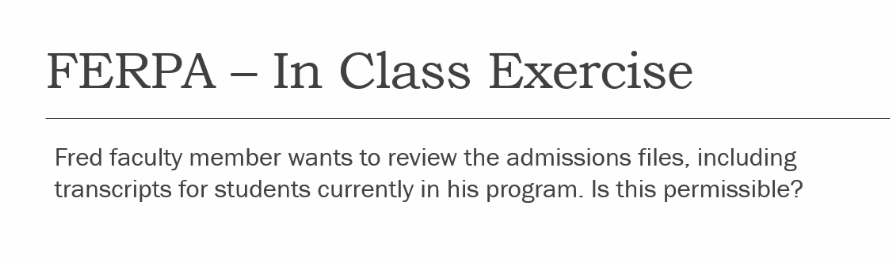 FERPA – In Class Exercise
Fred faculty member wants to review the admissions files, including
transcripts for students currently in his program. Is this permissible?